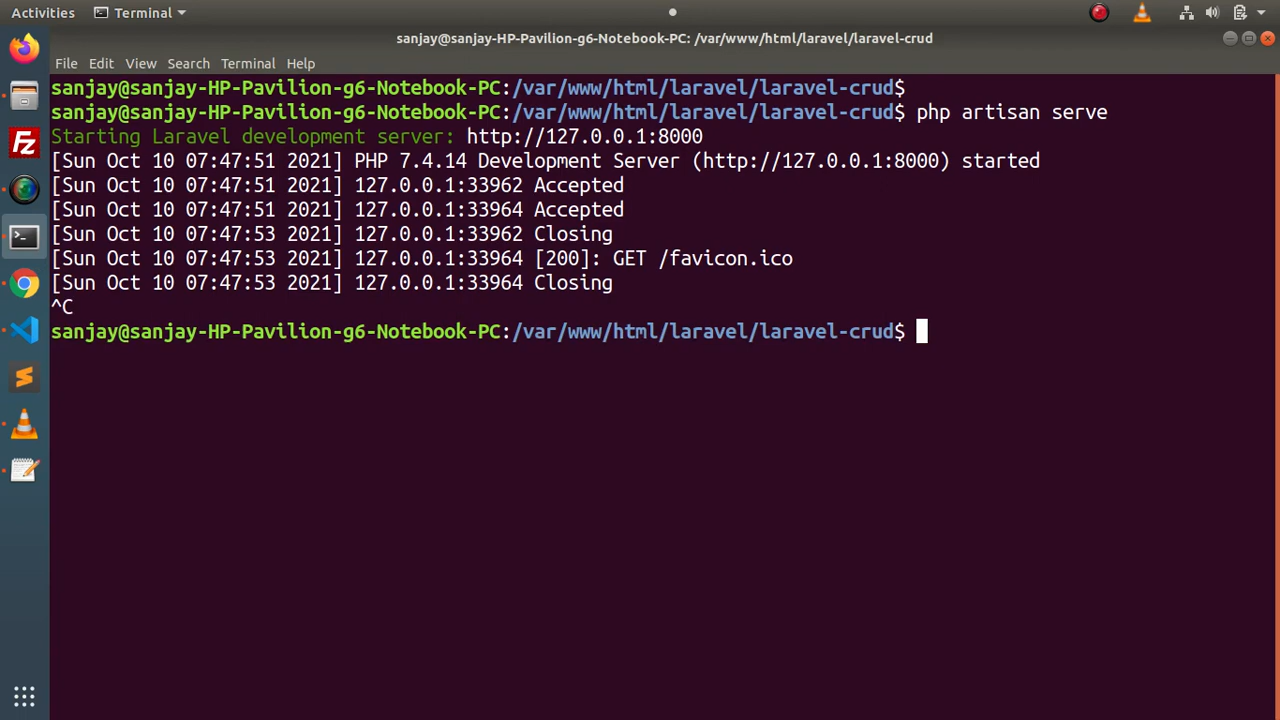 Activities Terminal
sanjay@sanjay-HP-Pavilion-g6-Notebook-PC: /var/www/html/laravel/laravel-crud
File Edit View Search Terminal Help
sanjay@sanjay-HP-Pavilion-g6-Notebook-PC:/var/www/html/laravel/laravel-crud$
sanjay@sanjay-HP-Pavilion-g6-Notebook-PC:/var/www/html/laravel/laravel-crud$ php artisan serve
Starting Laravel development server: http://127.0.0.1:8000
[Sun Oct 10 07:47:51 2021] PHP 7.4.14 Development Server (http://127.0.0.1:8000) started
[Sun Oct 10 07:47:51 2021] 127.0.0.1:33962 Accepted
[Sun Oct 10 07:47:51 2021] 127.0.0.1:33964 Accepted
[Sun Oct 10 07:47:53 2021] 127.0.0.1:33962 Closing
[Sun Oct 10 07:47:53 2021] 127.0.0.1:33964 [200]: GET /favicon.ico
[Sun Oct 10 07:47:53 2021] 127.0.0.1:33964 Closing
^C
sanjay@sanjay-HP-Pavilion-g6-Notebook-PC:/var/www/html/laravel/laravel-crud$